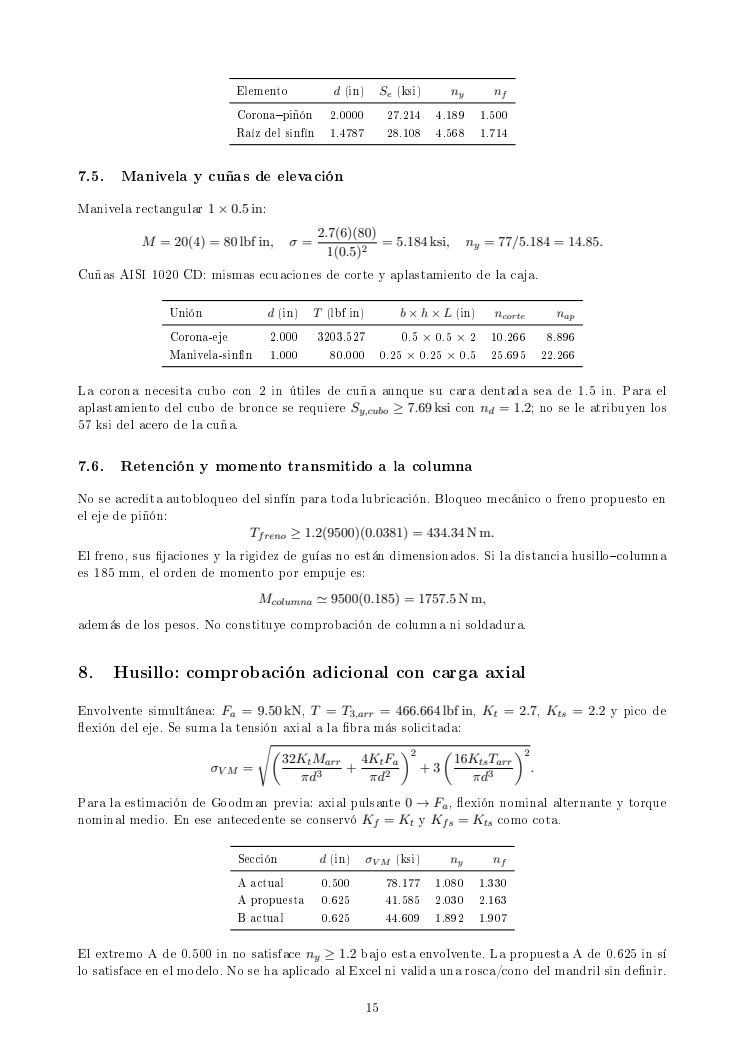 Elemento d (in) Sₑ (ksi) n_y n_f
Corona–piñón 2.0000 27.214 4.189 1.500
Raíz del sinfín 1.4787 28.108 4.568 1.714
7.5. Manivela y cuñas de elevación
Manivela rectangular 1 × 0.5 in:
M = 20(4) = 80 lbf in, σ = 2.7(6)(80) / 1(0.5)² = 5.184 ksi, n_y = 77/5.184 = 14.85.
Cuñas AISI 1020 CD: mismas ecuaciones de corte y aplastamiento de la caja.
Unión d (in) T (lbf in) b × h × L (in) n_corte n_ap
Corona-eje 2.000 3203.527 0.5 × 0.5 × 2 10.266 8.896
Manivela-sinfín 1.000 80.000 0.25 × 0.25 × 0.5 25.695 22.266
La corona necesita cubo con 2 in útiles de cuña aunque su cara dentada sea de 1.5 in. Para el
aplastamiento del cubo de bronce se requiere S_y,cubo ≥ 7.69 ksi con n_d = 1.2; no se le atribuyen los
57 ksi del acero de la cuña.
7.6. Retención y momento transmitido a la columna
No se acredita autobloqueo del sinfín para toda lubricación. Bloqueo mecánico o freno propuesto en
el eje de piñón:
T_freno ≥ 1.2(9500)(0.0381) = 434.34 N m.
El freno, sus fijaciones y la rigidez de guías no están dimensionados. Si la distancia husillo–columna
es 185 mm, el orden de momento por empuje es:
M_columna ≃ 9500(0.185) = 1757.5 N m,
además de los pesos. No constituye comprobación de columna ni soldadura.
8. Husillo: comprobación adicional con carga axial
Envolvente simultánea: F_a = 9.50 kN, T = T_3,arr = 466.664 lbf in, K_t = 2.7, K_ts = 2.2 y pico de
flexión del eje. Se suma la tensión axial a la fibra más solicitada:
σ_VM = √( (32K_t M_arr / πd³ + 4K_t F_a / πd²)² + 3 (16K_ts T_arr / πd³)² ).
Para la estimación de Goodman previa: axial pulsante 0 → F_a, flexión nominal alternante y torque
nominal medio. En ese antecedente se conservó K_f = K_t y K_fs = K_ts como cota.
Sección d (in) σ_VM (ksi) n_y n_f
A actual 0.500 78.177 1.080 1.330
A propuesta 0.625 41.585 2.030 2.163
B actual 0.625 44.609 1.892 1.907
El extremo A de 0.500 in no satisface n_y ≥ 1.2 bajo esta envolvente. La propuesta A de 0.625 in sí
lo satisface en el modelo. No se ha aplicado al Excel ni valida una rosca/cono del mandril sin definir.
15